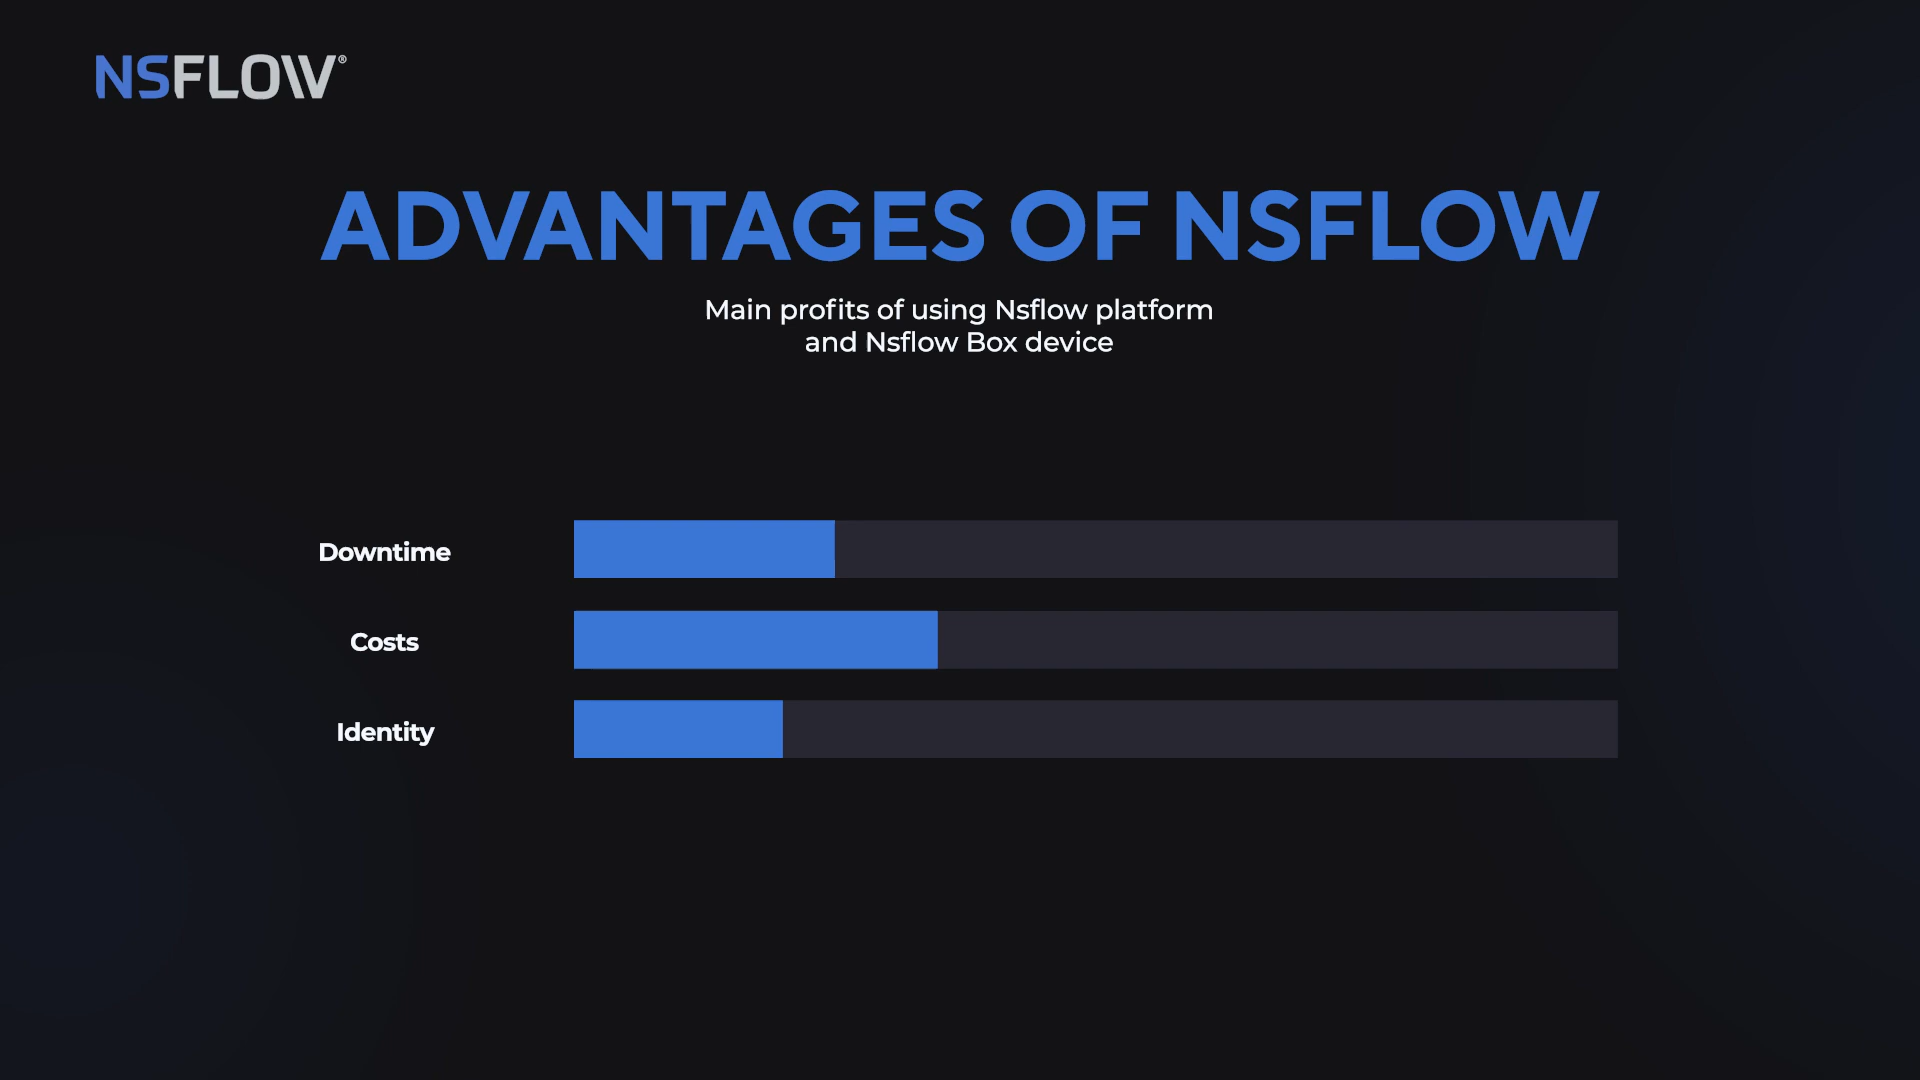 NSFLOW®
ADVANTAGES OF NSFLOW
Main profits of using Nsflow platform
and Nsflow Box device
Downtime
Costs
Identity